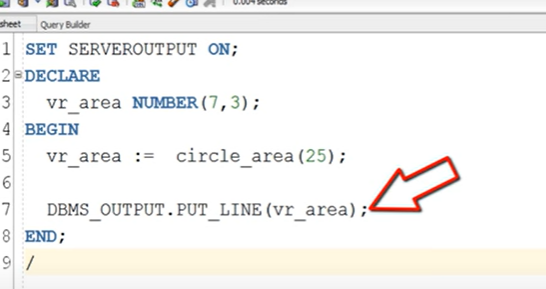 0.004 seconds
sheet Query Builder
1 SET SERVEROUTPUT ON;
2 DECLARE
3 vr_area NUMBER(7,3);
4 BEGIN
5 vr_area := circle_area(25);
6
7 DBMS_OUTPUT.PUT_LINE(vr_area);
8 END;
9 /